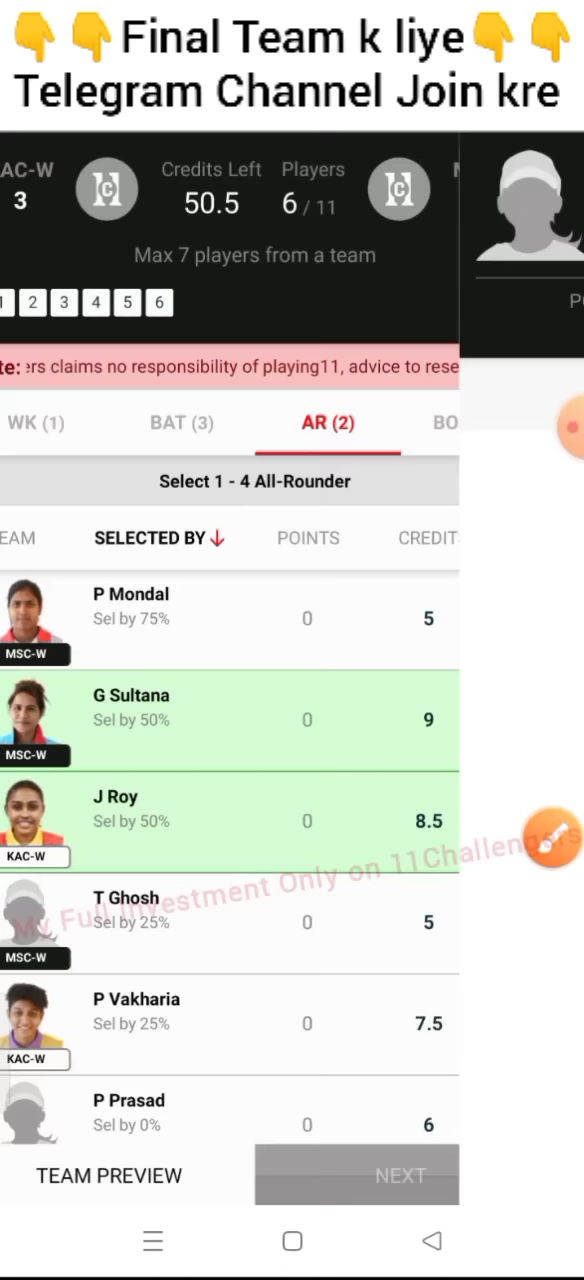 👇👇Final Team k liye👇👇
Telegram Channel Join kre
AC-W
3
Credits Left
50.5
Players
6 / 11
Max 7 players from a team
1 2 3 4 5 6
te: ers claims no responsibility of playing11, advice to rese
WK (1) BAT (3) AR (2) BO
Select 1 - 4 All-Rounder
EAM SELECTED BY↓ POINTS CREDIT
P Mondal
Sel by 75% 0 5
MSC-W
G Sultana
Sel by 50% 0 9
MSC-W
J Roy
Sel by 50% 0 8.5
KAC-W
My Full Investment Only on 11Challengers
T Ghosh
Sel by 25% 0 5
MSC-W
P Vakharia
Sel by 25% 0 7.5
KAC-W
P Prasad
Sel by 0% 0 6
TEAM PREVIEW NEXT